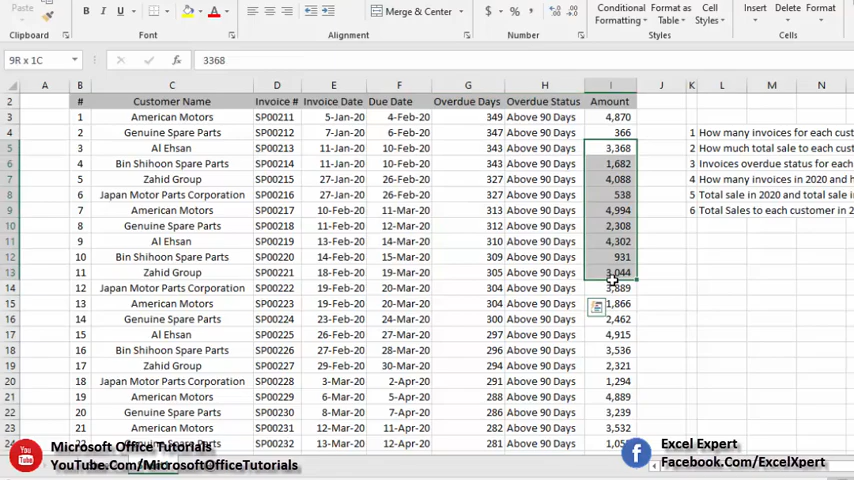 Paste
B I U
A
Merge & Center
$ % ,
Conditional Formatting
Format as Table
Cell Styles
Insert Delete Format
Clipboard Font Alignment Number Styles Cells
9R x 1C fx 3368
A B C D E F G H I J K L M N
2 # Customer Name Invoice # Invoice Date Due Date Overdue Days Overdue Status Amount
3 1 American Motors SP00211 5-Jan-20 4-Feb-20 349 Above 90 Days 4,870
4 2 Genuine Spare Parts SP00212 7-Jan-20 6-Feb-20 347 Above 90 Days 366 1 How many invoices for each cus
5 3 Al Ehsan SP00213 11-Jan-20 10-Feb-20 343 Above 90 Days 3,368 2 How much total sale to each custom
6 4 Bin Shihoon Spare Parts SP00214 11-Jan-20 10-Feb-20 343 Above 90 Days 1,682 3 Invoices overdue status for each
7 5 Zahid Group SP00215 27-Jan-20 26-Feb-20 327 Above 90 Days 4,088 4 How many invoices in 2020 and h
8 6 Japan Motor Parts Corporation SP00216 27-Jan-20 26-Feb-20 327 Above 90 Days 538 5 Total sale in 2020 and total sale in
9 7 American Motors SP00217 10-Feb-20 11-Mar-20 313 Above 90 Days 4,994 6 Total Sales to each customer in 2
10 8 Genuine Spare Parts SP00218 11-Feb-20 12-Mar-20 312 Above 90 Days 2,308
11 9 Al Ehsan SP00219 13-Feb-20 14-Mar-20 310 Above 90 Days 4,302
12 10 Bin Shihoon Spare Parts SP00220 14-Feb-20 15-Mar-20 309 Above 90 Days 931
13 11 Zahid Group SP00221 18-Feb-20 19-Mar-20 305 Above 90 Days 3,044
14 12 Japan Motor Parts Corporation SP00222 19-Feb-20 20-Mar-20 304 Above 90 Days 3,889
15 13 American Motors SP00223 19-Feb-20 20-Mar-20 304 Above 90 Days 1,866
16 14 Genuine Spare Parts SP00224 23-Feb-20 24-Mar-20 300 Above 90 Days 2,462
17 15 Al Ehsan SP00225 26-Feb-20 27-Mar-20 297 Above 90 Days 4,915
18 16 Bin Shihoon Spare Parts SP00226 27-Feb-20 28-Mar-20 296 Above 90 Days 3,536
19 17 Zahid Group SP00227 29-Feb-20 30-Mar-20 294 Above 90 Days 2,321
20 18 Japan Motor Parts Corporation SP00228 3-Mar-20 2-Apr-20 291 Above 90 Days 1,294
21 19 American Motors SP00229 5-Mar-20 4-Apr-20 288 Above 90 Days 4,889
22 20 Genuine Spare Parts SP00230 8-Mar-20 7-Apr-20 286 Above 90 Days 3,239
23 21 American Motors SP00231 12-Mar-20 11-Apr-20 282 Above 90 Days 3,532
24 22 Genuine Spare Parts SP00232 13-Mar-20 12-Apr-20 281 Above 90 Days
You Tube
Microsoft Office Tutorials
YouTube.Com/MicrosoftOfficeTutorials
f
Excel Expert
Facebook.Com/ExcelXpert